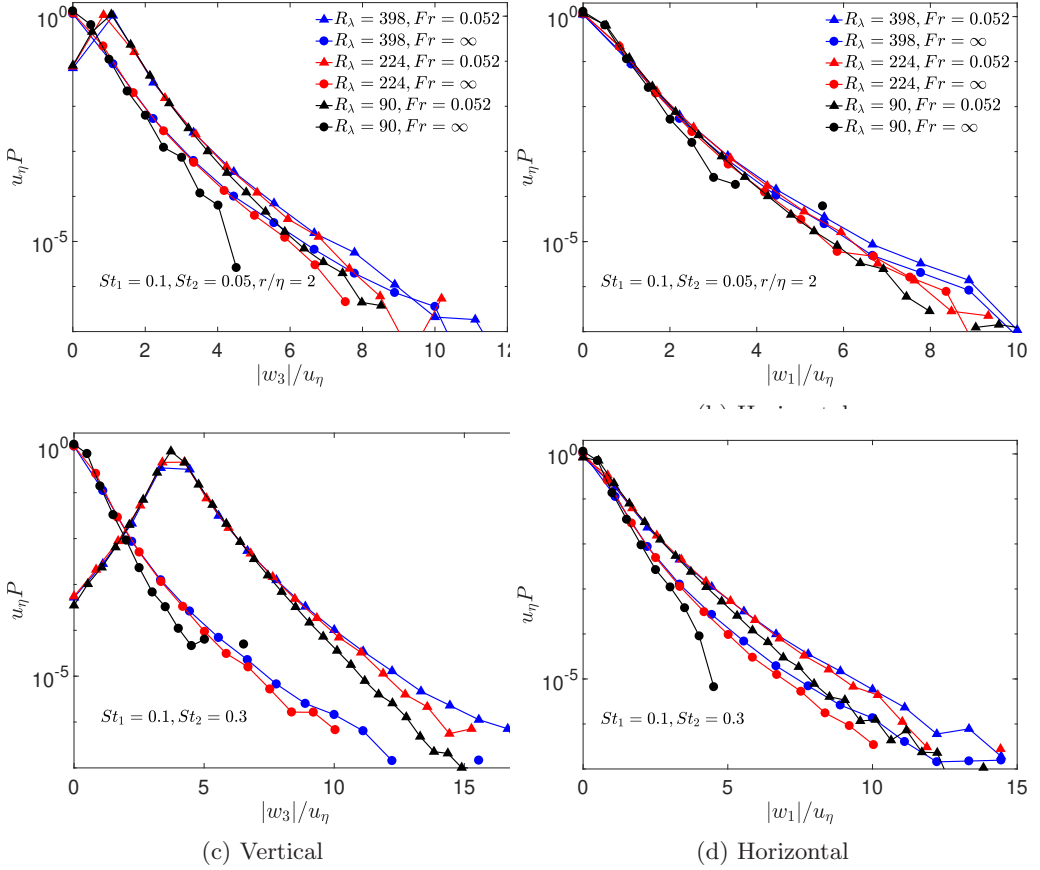 10^0
10^-5
u_η P
0 2 4 6 8 10 12
|w_3|/u_η
R_λ = 398, Fr = 0.052
R_λ = 398, Fr = ∞
R_λ = 224, Fr = 0.052
R_λ = 224, Fr = ∞
R_λ = 90, Fr = 0.052
R_λ = 90, Fr = ∞
St_1 = 0.1, St_2 = 0.05, r/η = 2
10^0
10^-5
u_η P
0 2 4 6 8 10
|w_1|/u_η
R_λ = 398, Fr = 0.052
R_λ = 398, Fr = ∞
R_λ = 224, Fr = 0.052
R_λ = 224, Fr = ∞
R_λ = 90, Fr = 0.052
R_λ = 90, Fr = ∞
St_1 = 0.1, St_2 = 0.05, r/η = 2
10^0
10^-5
u_η P
0 5 10 15
|w_3|/u_η
St_1 = 0.1, St_2 = 0.3
(c) Vertical
10^0
10^-5
u_η P
0 5 10 15
|w_1|/u_η
St_1 = 0.1, St_2 = 0.3
(d) Horizontal